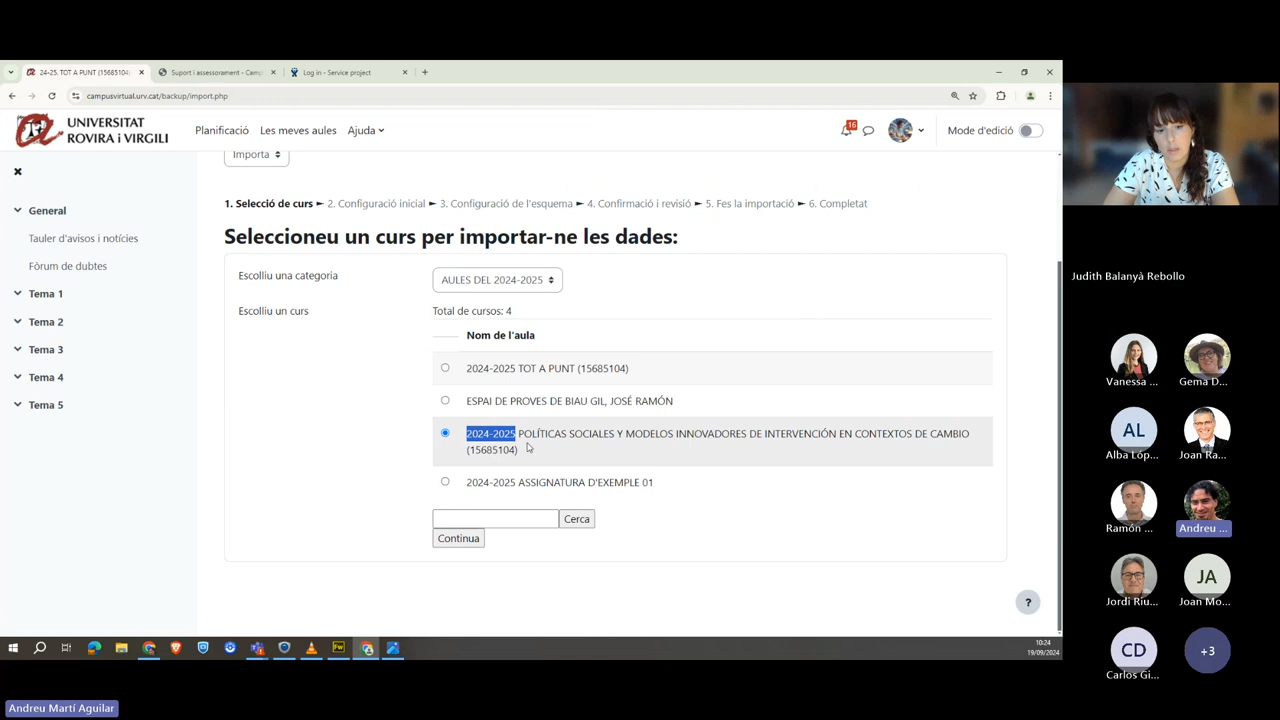 24-25. TOT A PUNT (15685104)
Suport i assessorament - Camp
Log in - Service project
campusvirtual.urv.cat/backup/import.php
UNIVERSITAT
ROVIRA i VIRGILI
Planificació
Les meves aules
Ajuda
16
Mode d'edició
Importa
General
Tauler d'avisos i notícies
Fòrum de dubtes
Tema 1
Tema 2
Tema 3
Tema 4
Tema 5
1. Selecció de curs ► 2. Configuració inicial ► 3. Configuració de l'esquema ► 4. Confirmació i revisió ► 5. Fes la importació ► 6. Completat
Seleccioneu un curs per importar-ne les dades:
Escolliu una categoria
AULES DEL 2024-2025
Escolliu un curs
Total de cursos: 4
Nom de l'aula
2024-2025 TOT A PUNT (15685104)
ESPAI DE PROVES DE BIAU GIL, JOSÉ RAMÓN
2024-2025 POLÍTICAS SOCIALES Y MODELOS INNOVADORES DE INTERVENCIÓN EN CONTEXTOS DE CAMBIO
(15685104)
2024-2025 ASSIGNATURA D'EXEMPLE 01
Cerca
Continua
?
Fw
10:24
19/09/2024
Judith Balanyà Rebollo
Vanessa ...
Gema D...
AL
Alba Lóp...
Joan Ra...
Ramón ...
Andreu ...
Jordi Riu...
JA
Joan Mo...
CD
Carlos Gi...
+3
Andreu Martí Aguilar